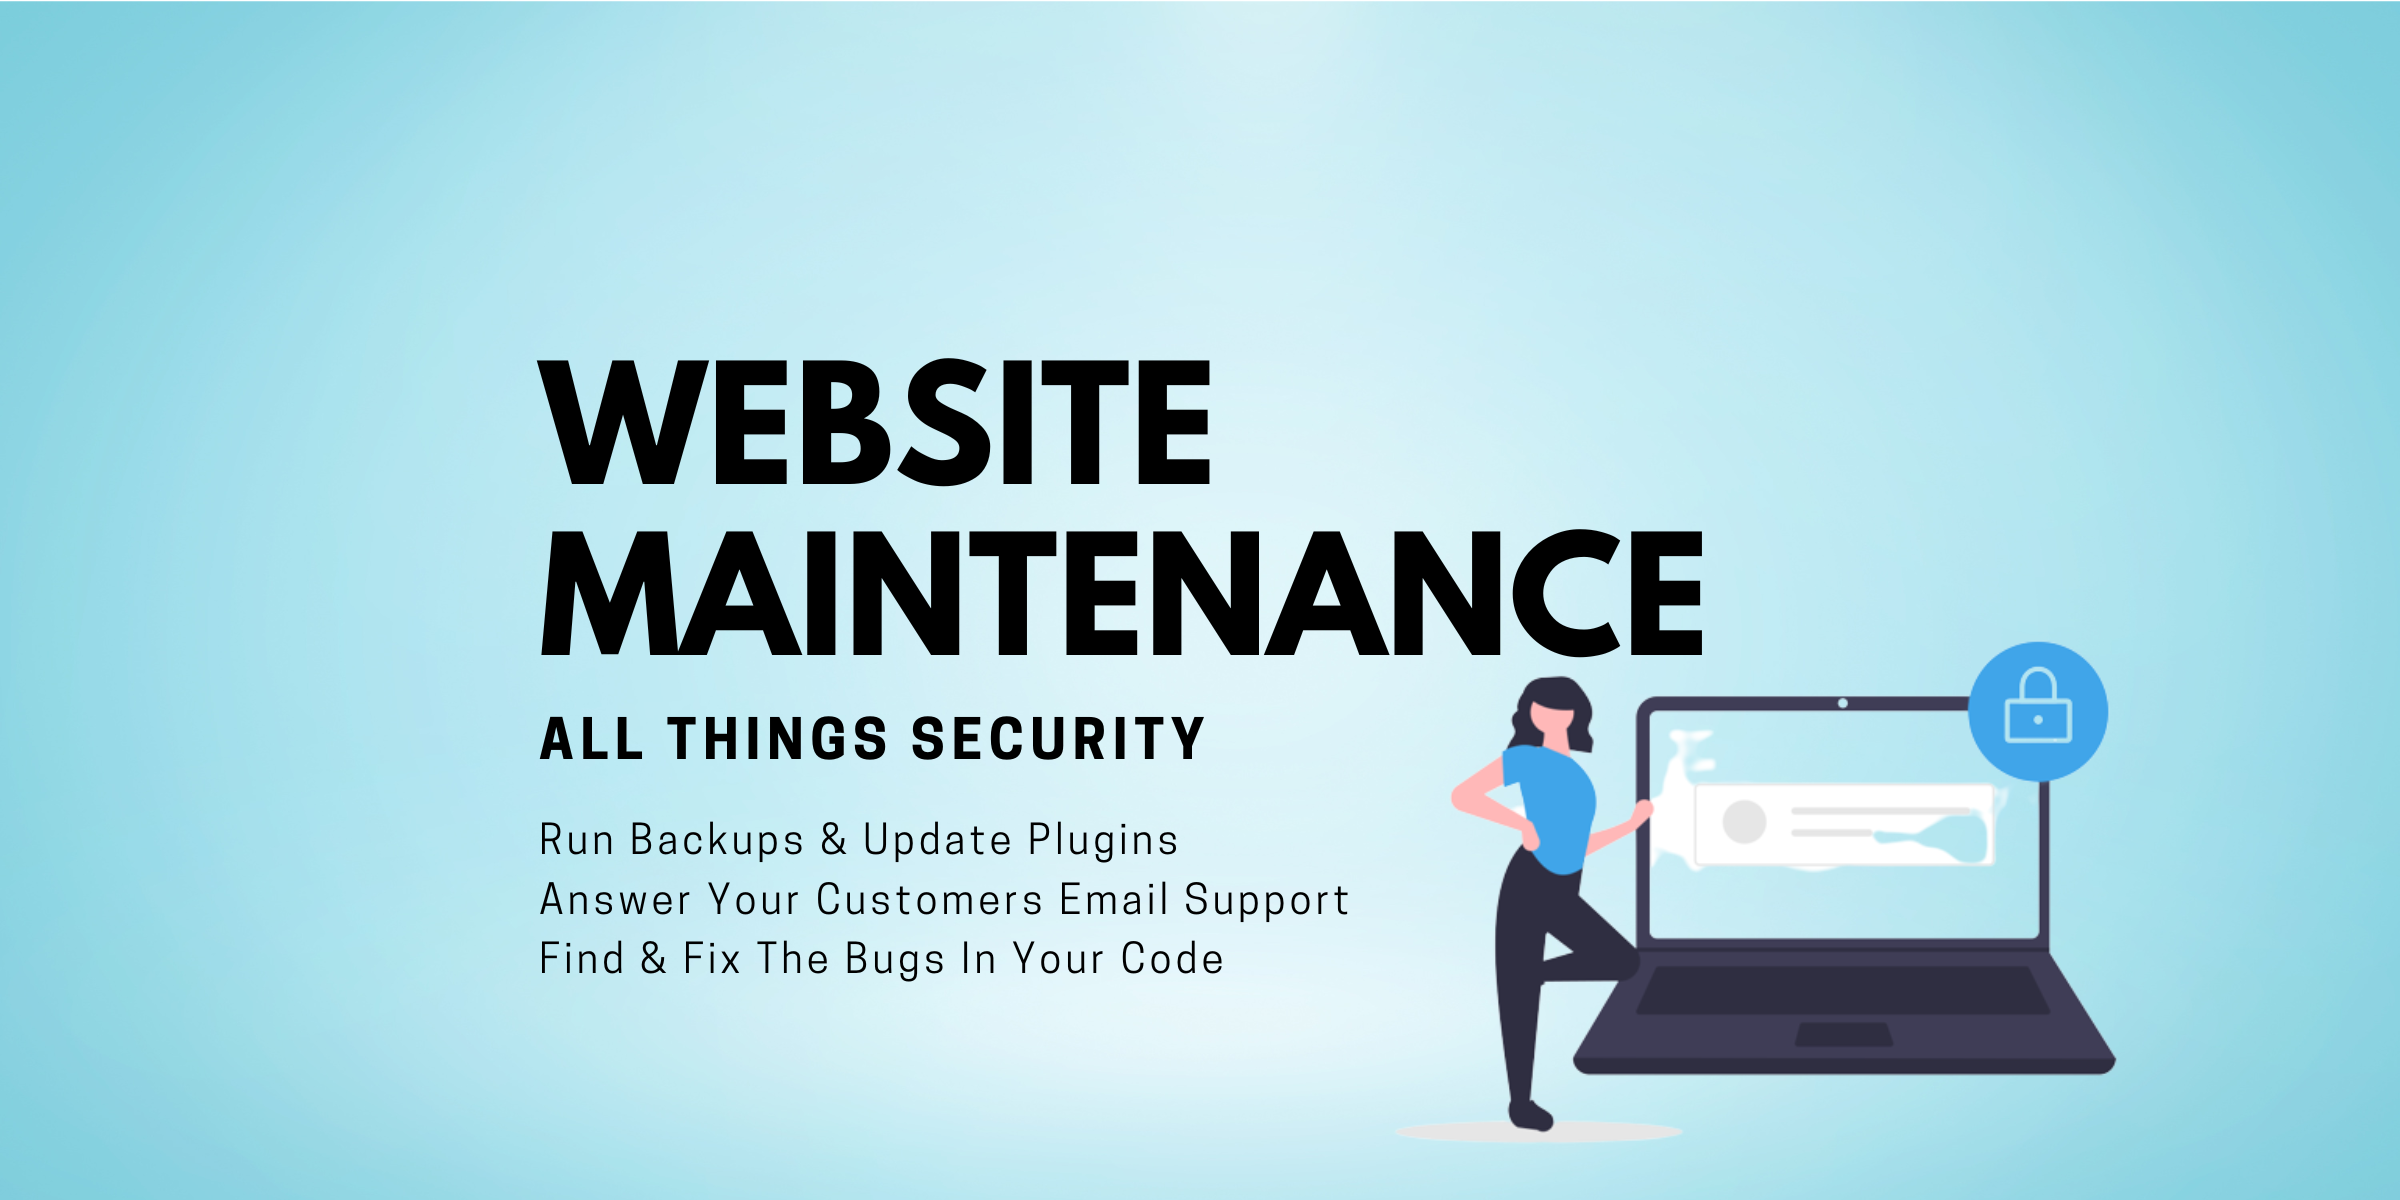 WEBSITE
MAINTENANCE
ALL THINGS SECURITY
Run Backups & Update Plugins
Answer Your Customers Email Support
Find & Fix The Bugs In Your Code